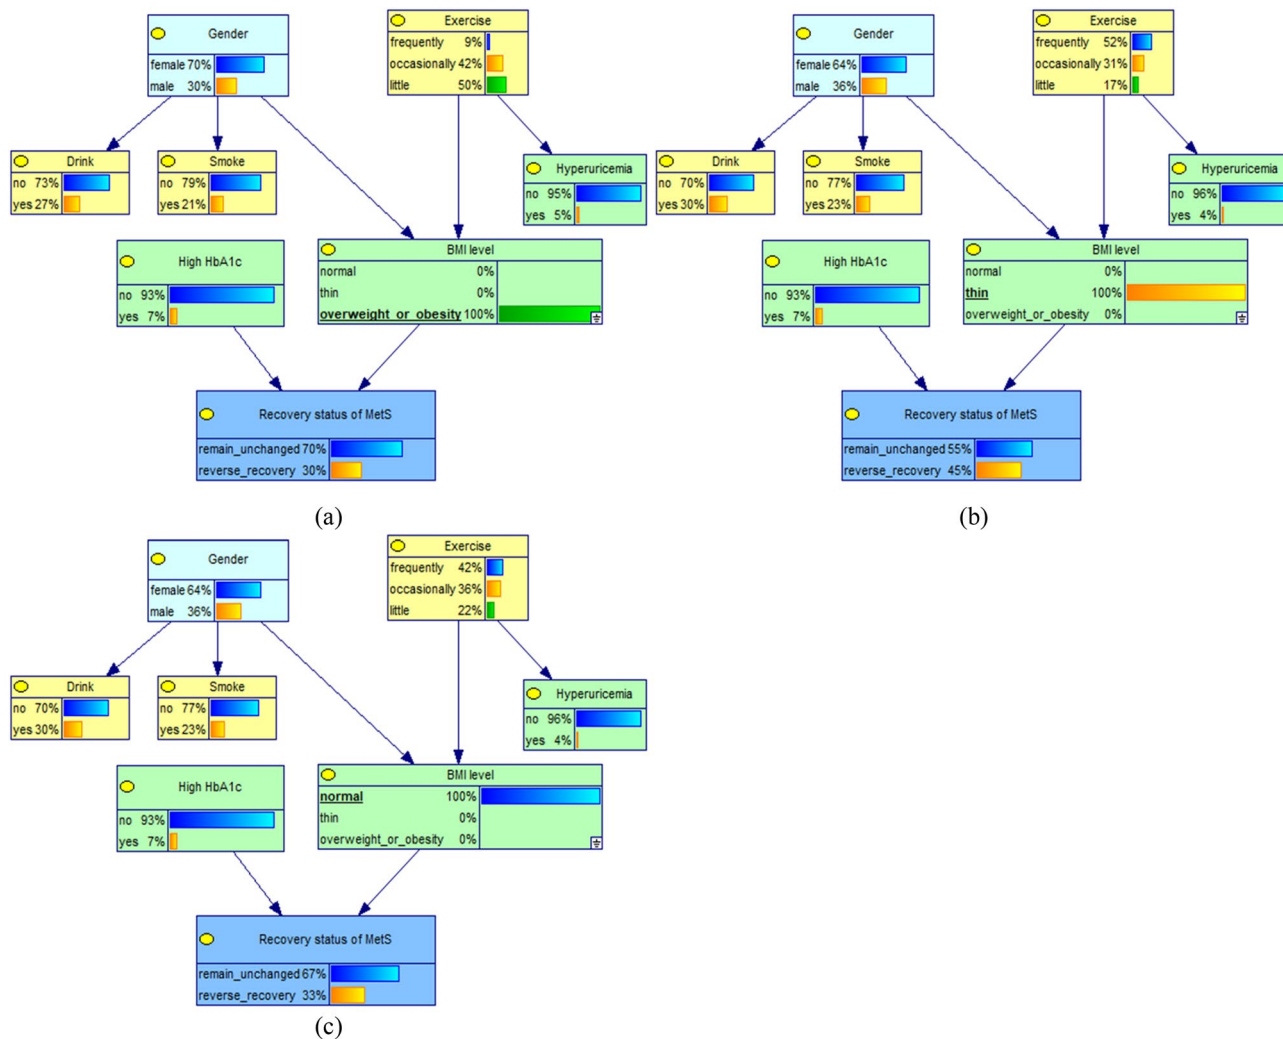 Gender
female 70%
male 30%
Exercise
frequently 9%
occasionally 42%
little 50%
Drink
no 73%
yes 27%
Smoke
no 79%
yes 21%
Hyperuricemia
no 95%
yes 5%
High HbA1c
no 93%
yes 7%
BMI level
normal 0%
thin 0%
overweight_or_obesity 100%
Recovery status of MetS
remain_unchanged 70%
reverse_recovery 30%
(a)
Gender
female 64%
male 36%
Exercise
frequently 52%
occasionally 31%
little 17%
Drink
no 70%
yes 30%
Smoke
no 77%
yes 23%
Hyperuricemia
no 96%
yes 4%
High HbA1c
no 93%
yes 7%
BMI level
normal 0%
thin 100%
overweight_or_obesity 0%
Recovery status of MetS
remain_unchanged 55%
reverse_recovery 45%
(b)
Gender
female 64%
male 36%
Exercise
frequently 42%
occasionally 36%
little 22%
Drink
no 70%
yes 30%
Smoke
no 77%
yes 23%
Hyperuricemia
no 96%
yes 4%
High HbA1c
no 93%
yes 7%
BMI level
normal 100%
thin 0%
overweight_or_obesity 0%
Recovery status of MetS
remain_unchanged 67%
reverse_recovery 33%
(c)